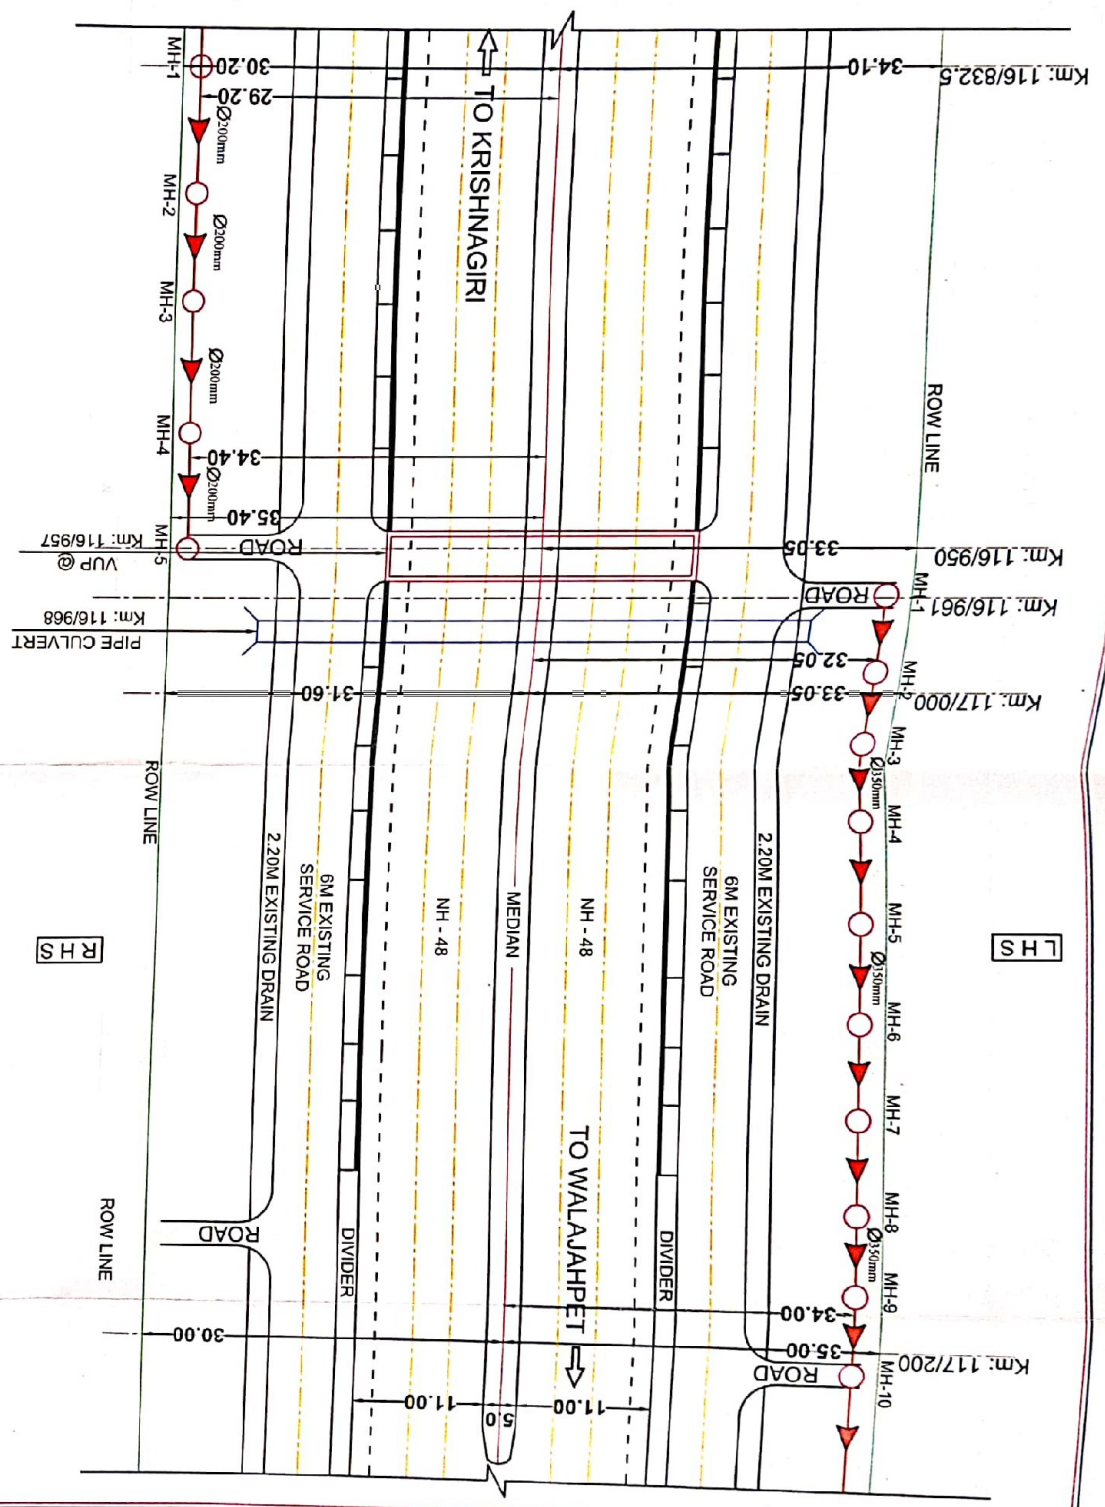 MH-1
30.20
34.10
Km: 116/832.5
29.20
Ø200mm
TO KRISHNAGIRI
MH-2
Ø200mm
MH-3
Ø200mm
ROW LINE
MH-4
34.40
Ø200mm
35.40
MH-5
Km: 116/957
VUP @
ROAD
33.05
Km: 116/950
ROAD
MH-1
Km: 116/961
Km: 116/968
PIPE CULVERT
32.05
MH-2
31.60
33.05
Km: 117/000
MH-3
Ø350mm
MH-4
ROW LINE
2.20M EXISTING DRAIN
6M EXISTING
SERVICE ROAD
NH - 48
MEDIAN
NH - 48
6M EXISTING
SERVICE ROAD
2.20M EXISTING DRAIN
MH-5
RHS
LHS
Ø350mm
MH-6
MH-7
TO WALAJAHPET
MH-8
Ø350mm
ROW LINE
ROAD
DIVIDER
DIVIDER
MH-9
34.00
30.00
35.00
Km: 117/200
ROAD
MH-10
11.00
5.0
11.00